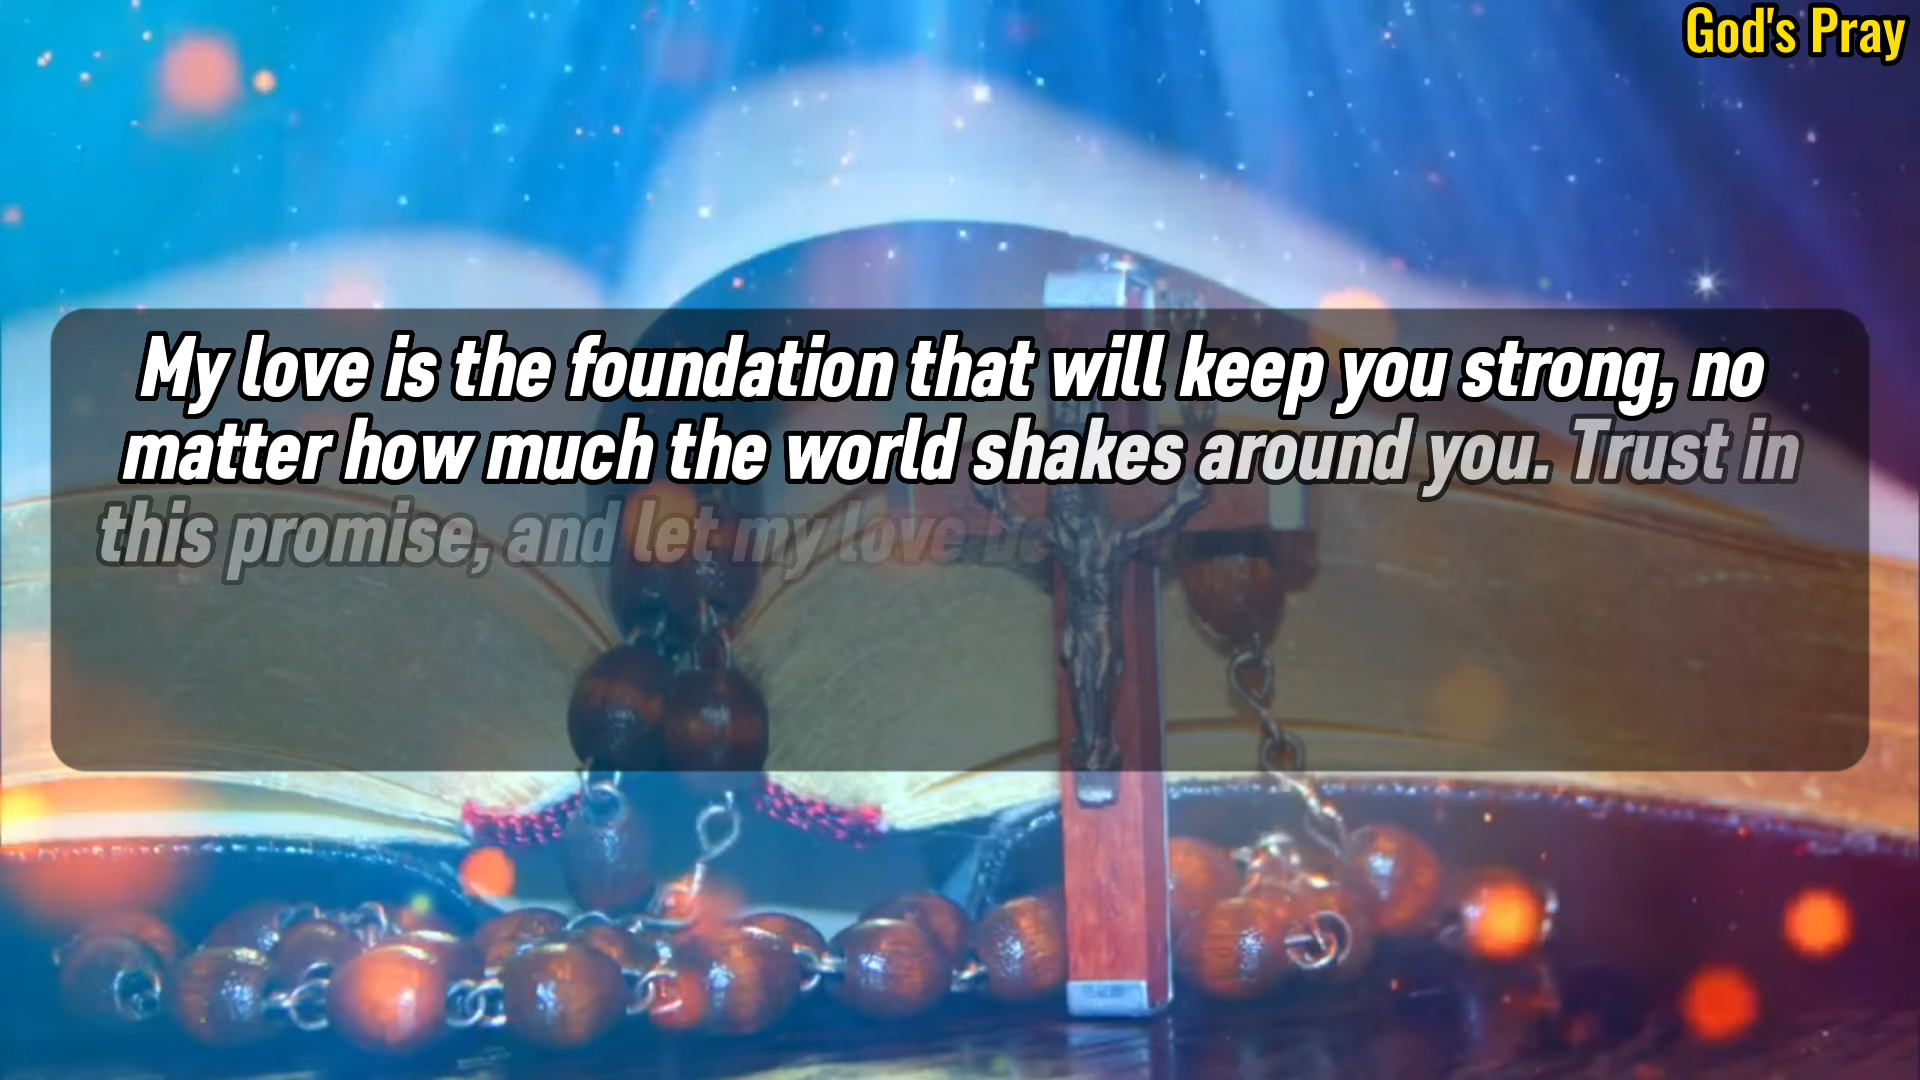 God's Pray
My love is the foundation that will keep you strong, no
matter how much the world shakes around you. Trust in
this promise, and let my love